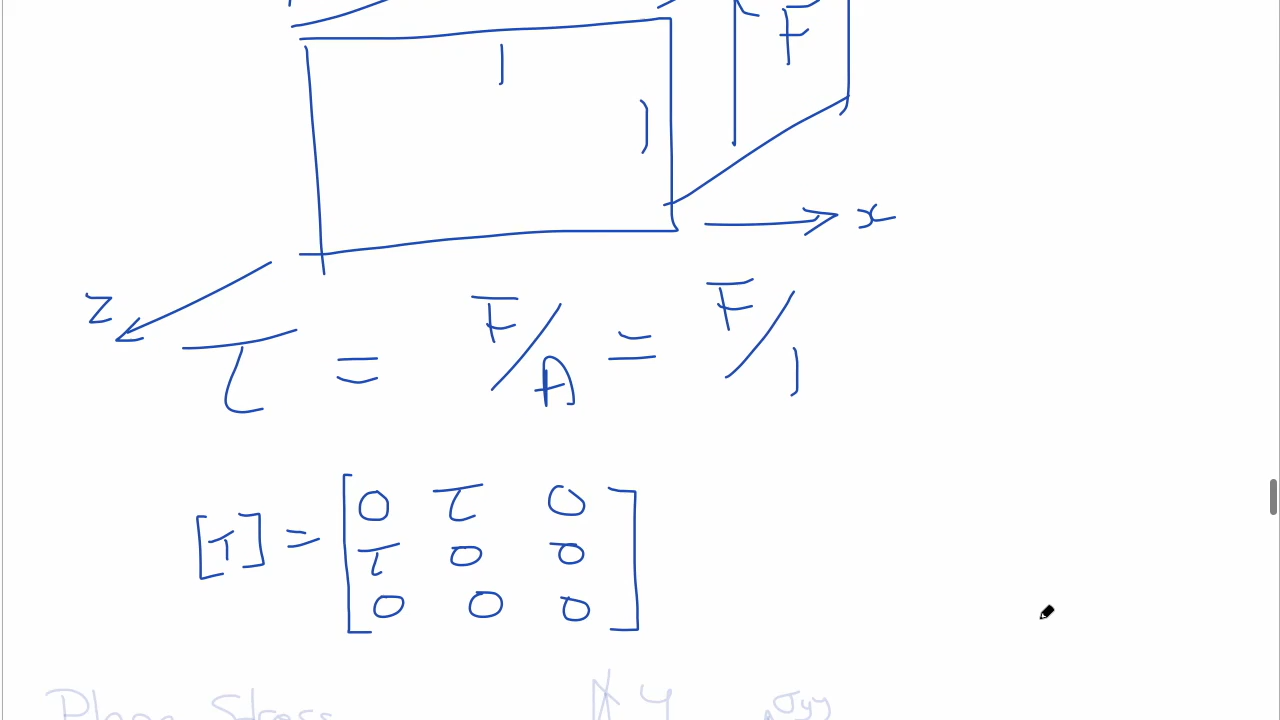 F
1
1
x
z
τ = F/A = F/1
[T] = [0 τ 0
τ 0 0
0 0 0]
Plane Stress y σyy